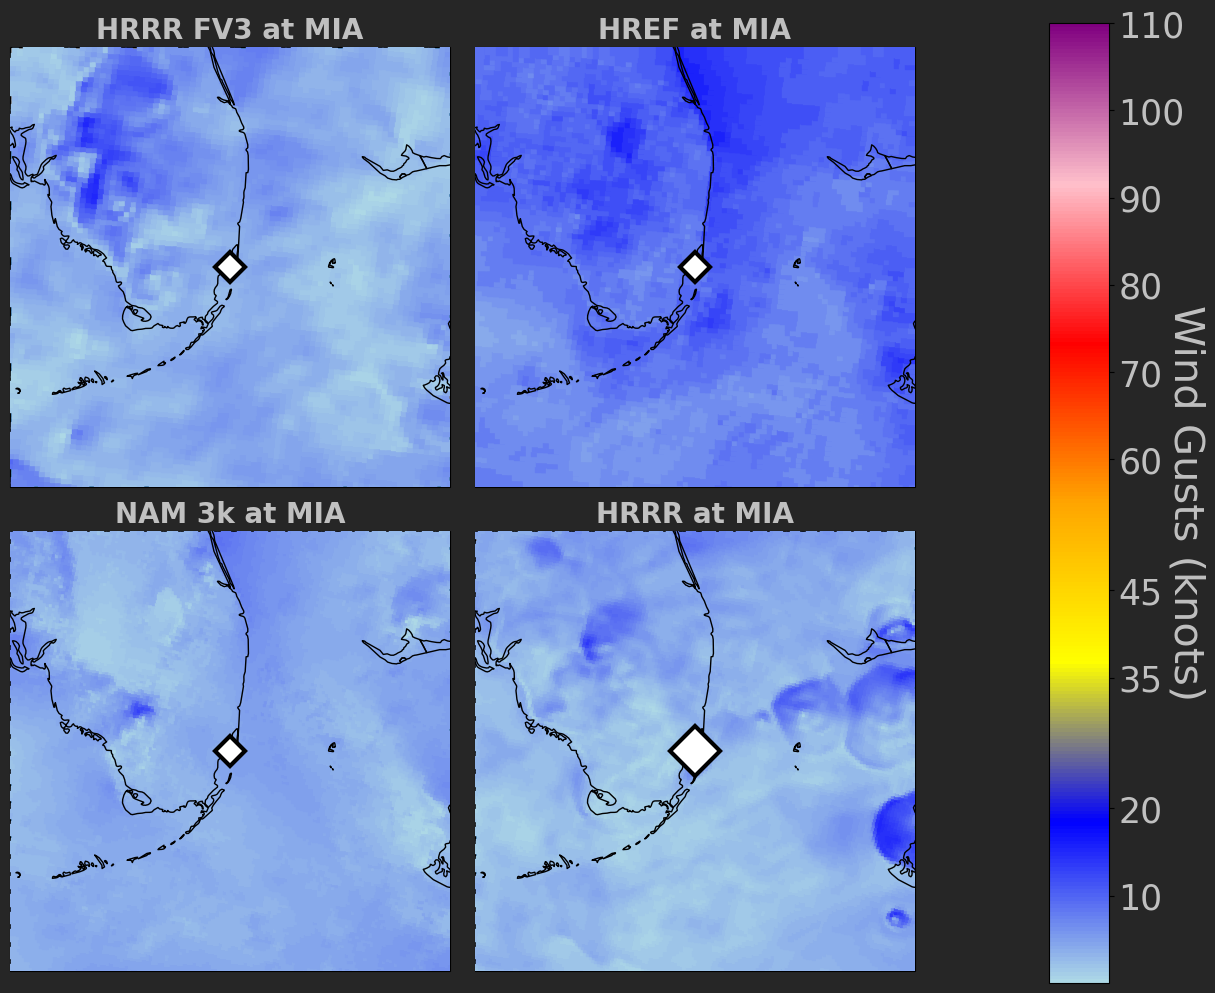 HRRR FV3 at MIA
HREF at MIA
NAM 3k at MIA
HRRR at MIA
110
100
90
80
70
60
45
35
20
10
Wind Gusts (knots)